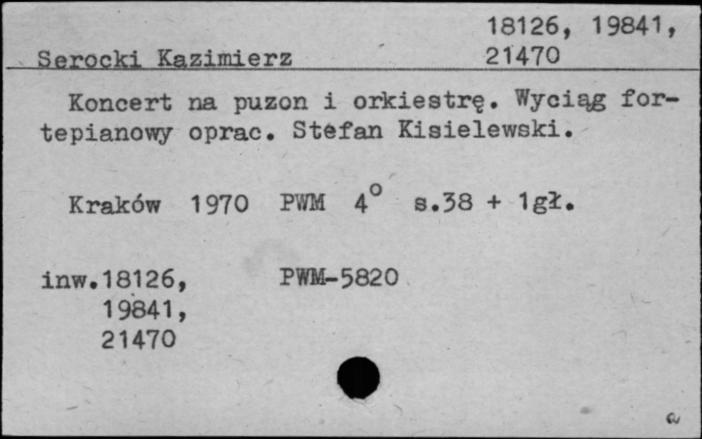 18126, 19841,
Serocki Kazimierz 21470
Koncert na puzon i orkiestrę. Wyciąg for-
tepianowy oprac. Stefan Kisielewski.
Kraków 1970 PWM 4° s.38 + 1gł.
inw.18126, PWM-5820
19841,
21470
a